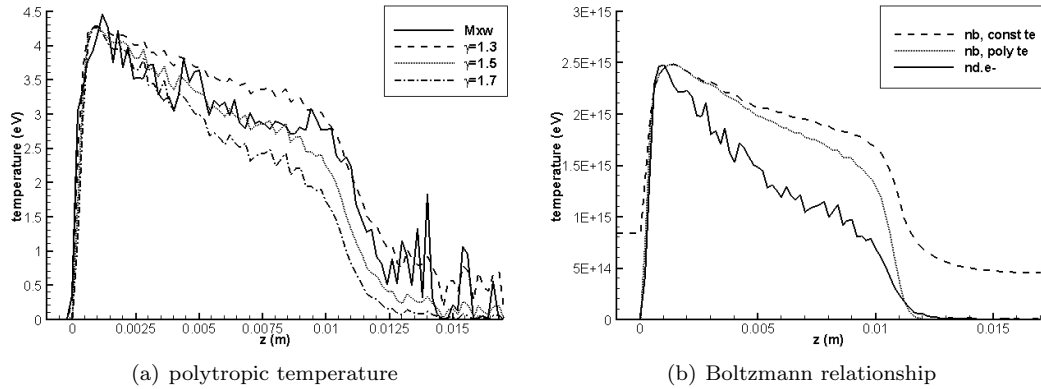 4.5
4
3.5
3
2.5
2
1.5
1
0.5
0
temperature (eV)
0
0.0025
0.005
0.0075
0.01
0.0125
0.015
z (m)
Mxw
γ=1.3
γ=1.5
γ=1.7
(a) polytropic temperature
3E+15
2.5E+15
2E+15
1.5E+15
1E+15
5E+14
0
temperature (eV)
0
0.005
0.01
0.015
z (m)
nb, const te
nb, poly te
nd.e-
(b) Boltzmann relationship